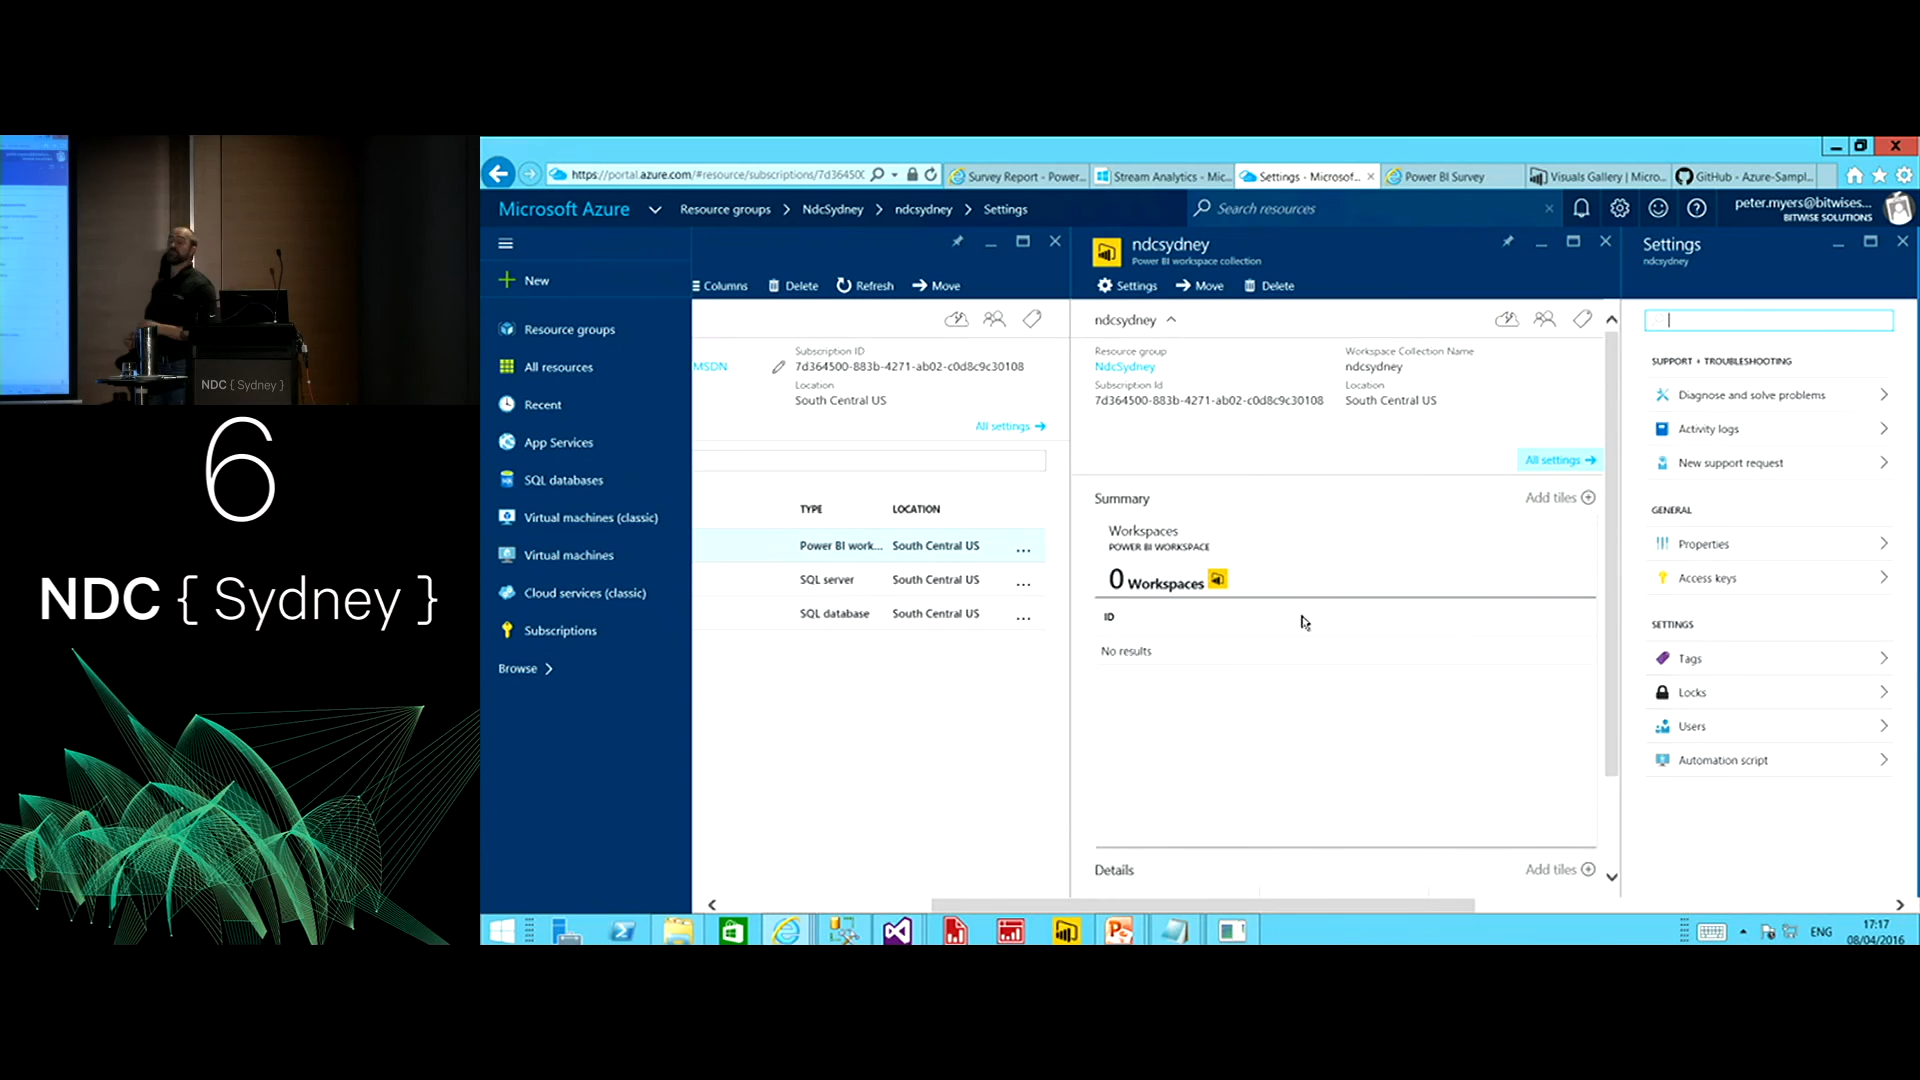 https://portal.azure.com/#resource/subscriptions/7d36450
Survey Report - Power...
Stream Analytics - Mic...
Settings - Microsof...
Power BI Survey
Visuals Gallery | Micro...
GitHub - Azure-Sampl...
Microsoft Azure
Resource groups > NdcSydney > ndcsydney > Settings
Search resources
peter.myers@bitwises...
BITWISE SOLUTIONS
New
Resource groups
All resources
Recent
App Services
SQL databases
Virtual machines (classic)
Virtual machines
Cloud services (classic)
Subscriptions
Browse >
Columns
Delete
Refresh
Move
MSDN
Subscription ID
7d364500-883b-4271-ab02-c0d8c9c30108
Location
South Central US
All settings
TYPE LOCATION
Power BI work... South Central US ...
SQL server South Central US ...
SQL database South Central US ...
ndcsydney
Power BI workspace collection
Settings
Move
Delete
ndcsydney
Resource group
NdcSydney
Subscription Id
7d364500-883b-4271-ab02-c0d8c9c30108
Workspace Collection Name
ndcsydney
Location
South Central US
All settings
Summary
Add tiles
Workspaces
POWER BI WORKSPACE
0 Workspaces
ID
No results
Details
Add tiles
Settings
ndcsydney
SUPPORT + TROUBLESHOOTING
Diagnose and solve problems
Activity logs
New support request
GENERAL
Properties
Access keys
SETTINGS
Tags
Locks
Users
Automation script
ENG
17:17
08/04/2016
NDC { Sydney }
6
NDC { Sydney }